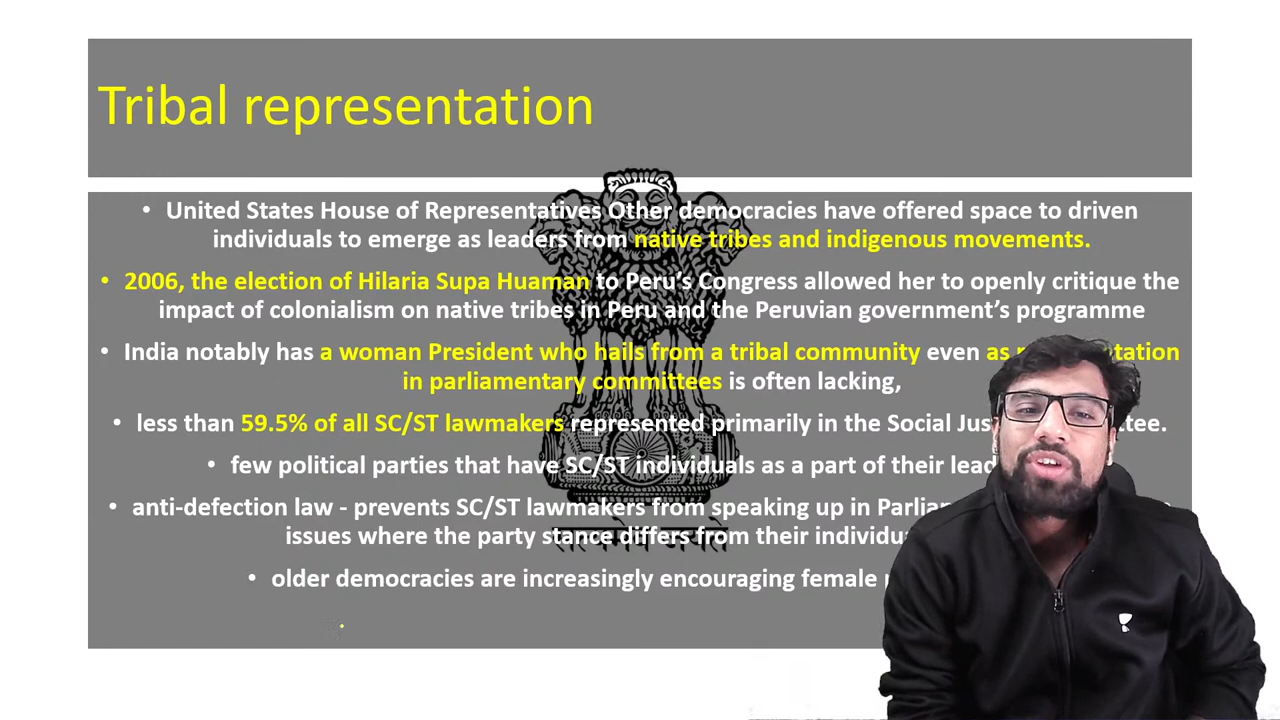 Tribal representation
• United States House of Representatives Other democracies have offered space to driven
individuals to emerge as leaders from native tribes and indigenous movements.
• 2006, the election of Hilaria Supa Huaman to Peru's Congress allowed her to openly critique the
impact of colonialism on native tribes in Peru and the Peruvian government's programme
• India notably has a woman President who hails from a tribal community even as
in parliamentary committees is often lacking,
• less than 59.5% of all SC/ST lawmakers represented primarily in the Social
• few political parties that have SC/ST individuals as a part of their
• anti-defection law - prevents SC/ST lawmakers from speaking up in
issues where the party stance differs from their
• older democracies are increasingly encouraging female
सत्यमेव जयते